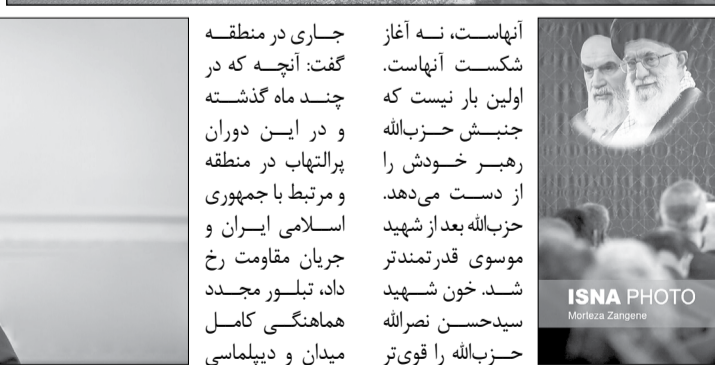 آنهاست، نه آغاز
شکست آنهاست.
اولین بار نیست که
جنبش حزب‌الله
رهبر خودش را
از دست می‌دهد.
حزب‌الله بعد از شهید
موسوی قدرتمندتر
شد. خون شهید
سیدحسن نصرالله
حزب‌الله را قوی‌تر
جاری در منطقه
گفت: آنچه که در
چند ماه گذشته
و در این دوران
پرالتهاب در منطقه
و مرتبط با جمهوری
اسلامی ایران و
جریان مقاومت رخ
داد، تبلور مجدد
هماهنگی کامل
میدان و دیپلماسی
ISNA PHOTO
Morteza Zangene